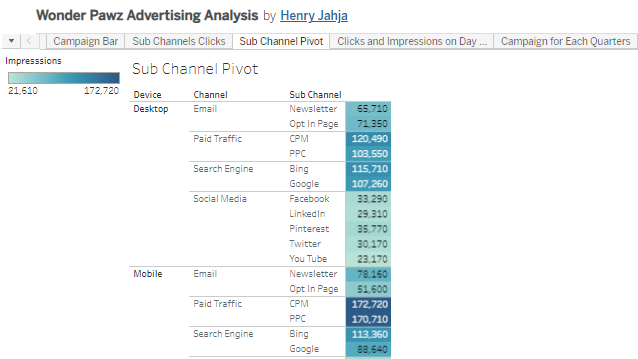 Wonder Pawz Advertising Analysis by Henry Jahja
Campaign Bar Sub Channels Clicks Sub Channel Pivot Clicks and Impressions on Day ... Campaign for Each Quarters
Impresssions
21,610 172,720
Sub Channel Pivot
Device Channel Sub Channel
Desktop Email Newsletter 65,710
Opt In Page 71,350
Paid Traffic CPM 120,490
PPC 103,550
Search Engine Bing 115,710
Google 107,260
Social Media Facebook 33,290
LinkedIn 29,310
Pinterest 35,770
Twitter 30,170
You Tube 23,170
Mobile Email Newsletter 78,160
Opt In Page 51,600
Paid Traffic CPM 172,720
PPC 170,710
Search Engine Bing 113,360
Google 88,640